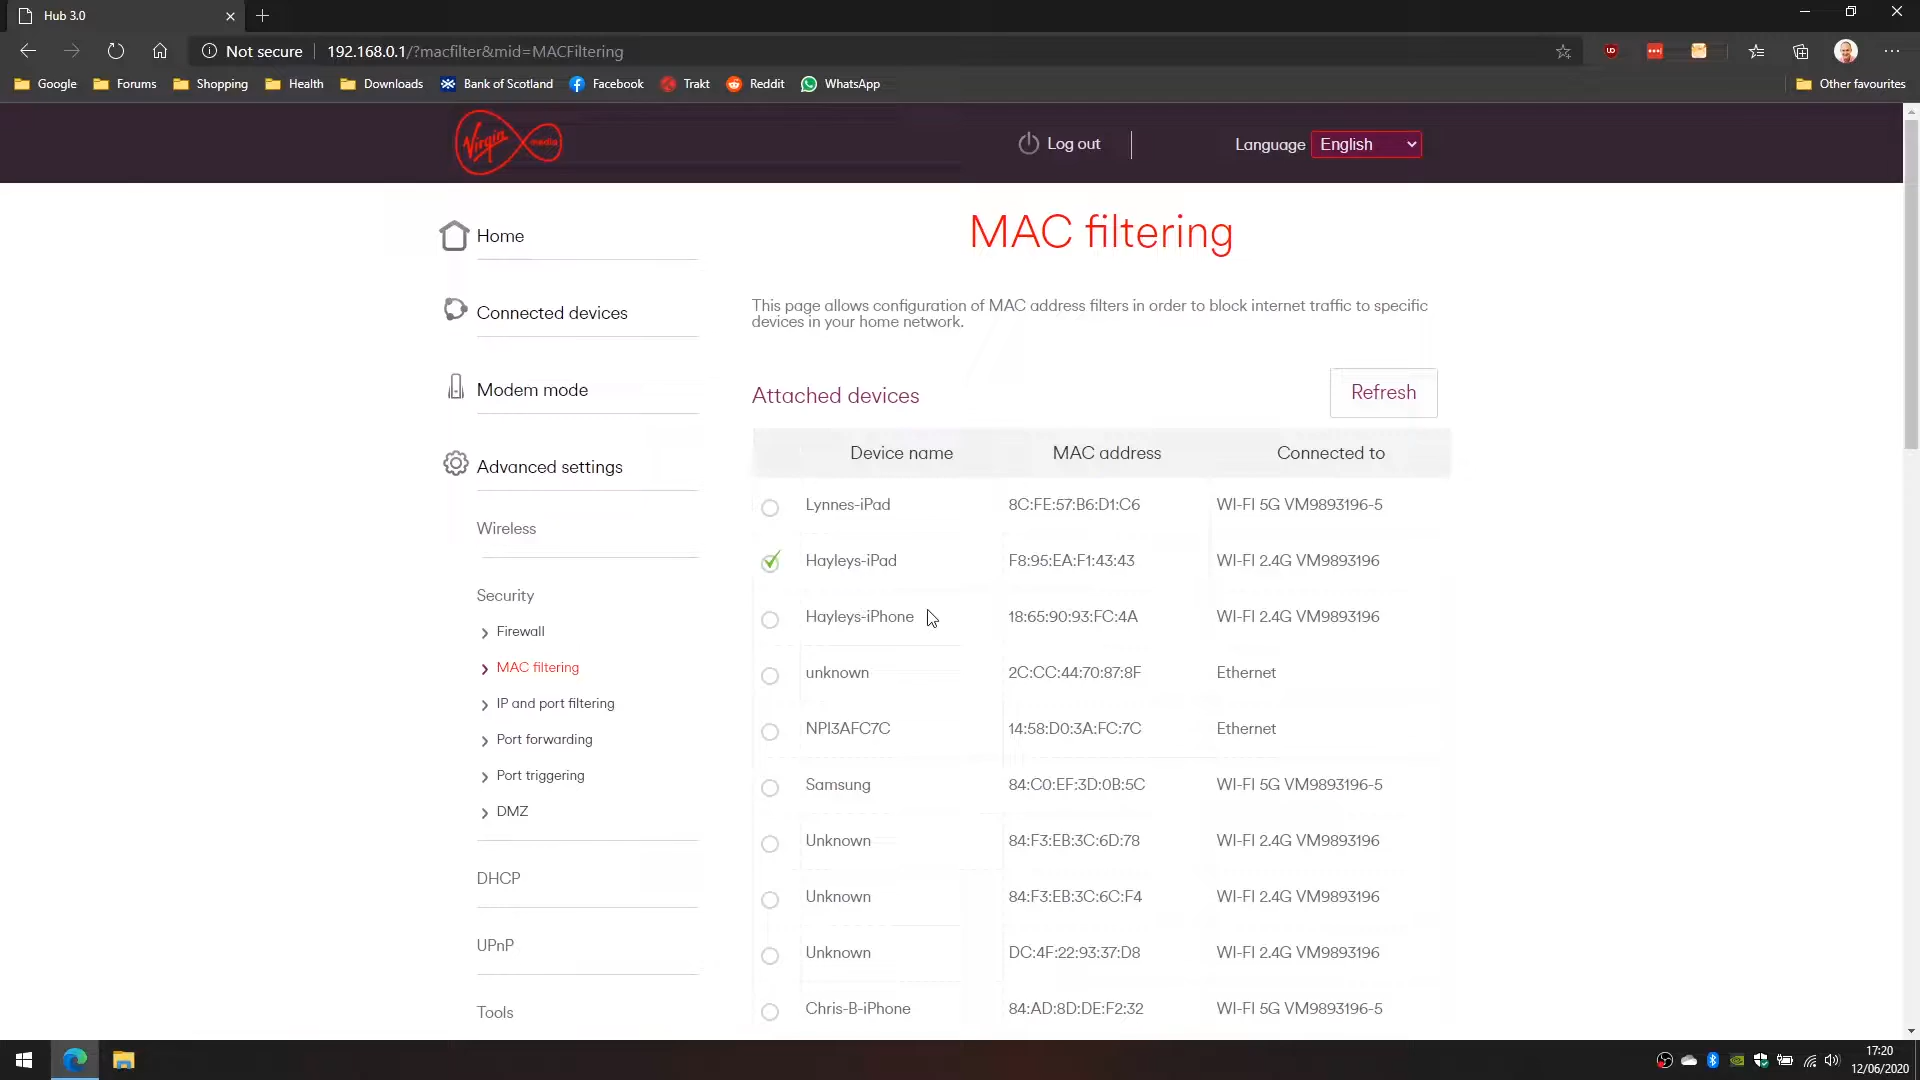 Hub 3.0
Not secure
192.168.0.1/?macfilter&mid=MACFiltering
Google
Forums
Shopping
Health
Downloads
Bank of Scotland
Facebook
Trakt
Reddit
WhatsApp
Other favourites
Virgin media
Log out
Language
English
Home
Connected devices
Modem mode
Advanced settings
Wireless
Security
Firewall
MAC filtering
IP and port filtering
Port forwarding
Port triggering
DMZ
DHCP
UPnP
Tools
MAC filtering
This page allows configuration of MAC address filters in order to block internet traffic to specific
devices in your home network.
Attached devices
Refresh
Device name MAC address Connected to
Lynnes-iPad 8C:FE:57:B6:D1:C6 WI-FI 5G VM9893196-5
Hayleys-iPad F8:95:EA:F1:43:43 WI-FI 2.4G VM9893196
Hayleys-iPhone 18:65:90:93:FC:4A WI-FI 2.4G VM9893196
unknown 2C:CC:44:70:87:8F Ethernet
NPI3AFC7C 14:58:D0:3A:FC:7C Ethernet
Samsung 84:C0:EF:3D:0B:5C WI-FI 5G VM9893196-5
Unknown 84:F3:EB:3C:6D:78 WI-FI 2.4G VM9893196
Unknown 84:F3:EB:3C:6C:F4 WI-FI 2.4G VM9893196
Unknown DC:4F:22:93:37:D8 WI-FI 2.4G VM9893196
Chris-B-iPhone 84:AD:8D:DE:F2:32 WI-FI 5G VM9893196-5
17:20
12/06/2020